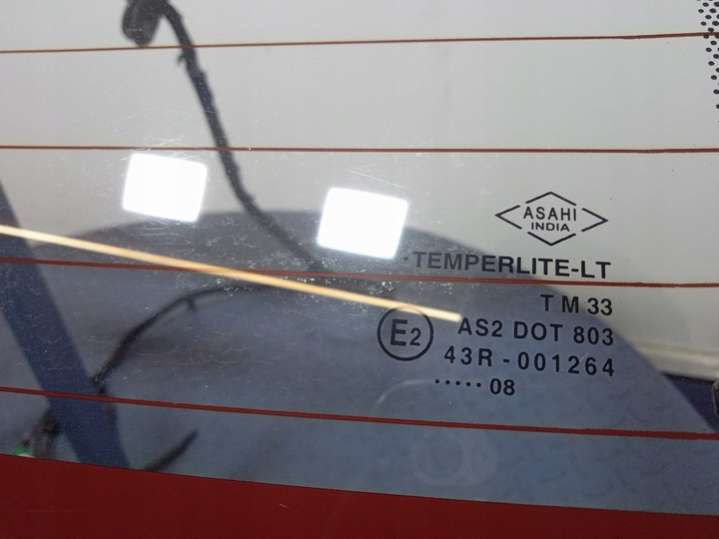 ASAHI
INDIA
·TEMPERLITE-LT
T M 33
E2
AS2 DOT 803
43R - 001264
..... 08